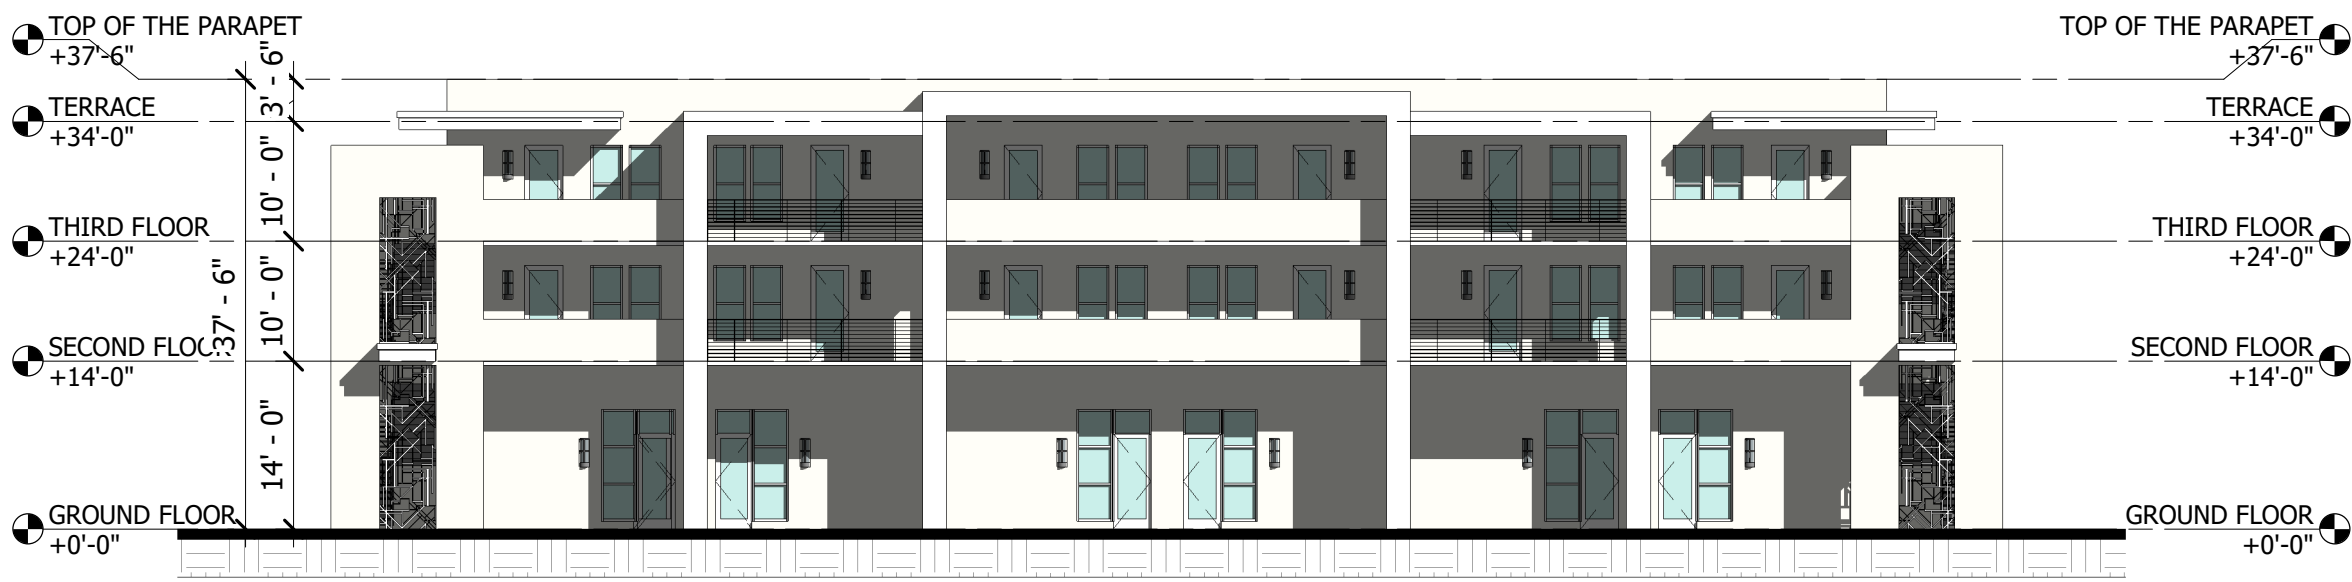 TOP OF THE PARAPET
+37'-6"
TERRACE
+34'-0"
THIRD FLOOR
+24'-0"
SECOND FLOOR
+14'-0"
GROUND FLOOR
+0'-0"
37' - 6"
3' - 6"
10' - 0"
10' - 0"
14' - 0"
TOP OF THE PARAPET
+37'-6"
TERRACE
+34'-0"
THIRD FLOOR
+24'-0"
SECOND FLOOR
+14'-0"
GROUND FLOOR
+0'-0"